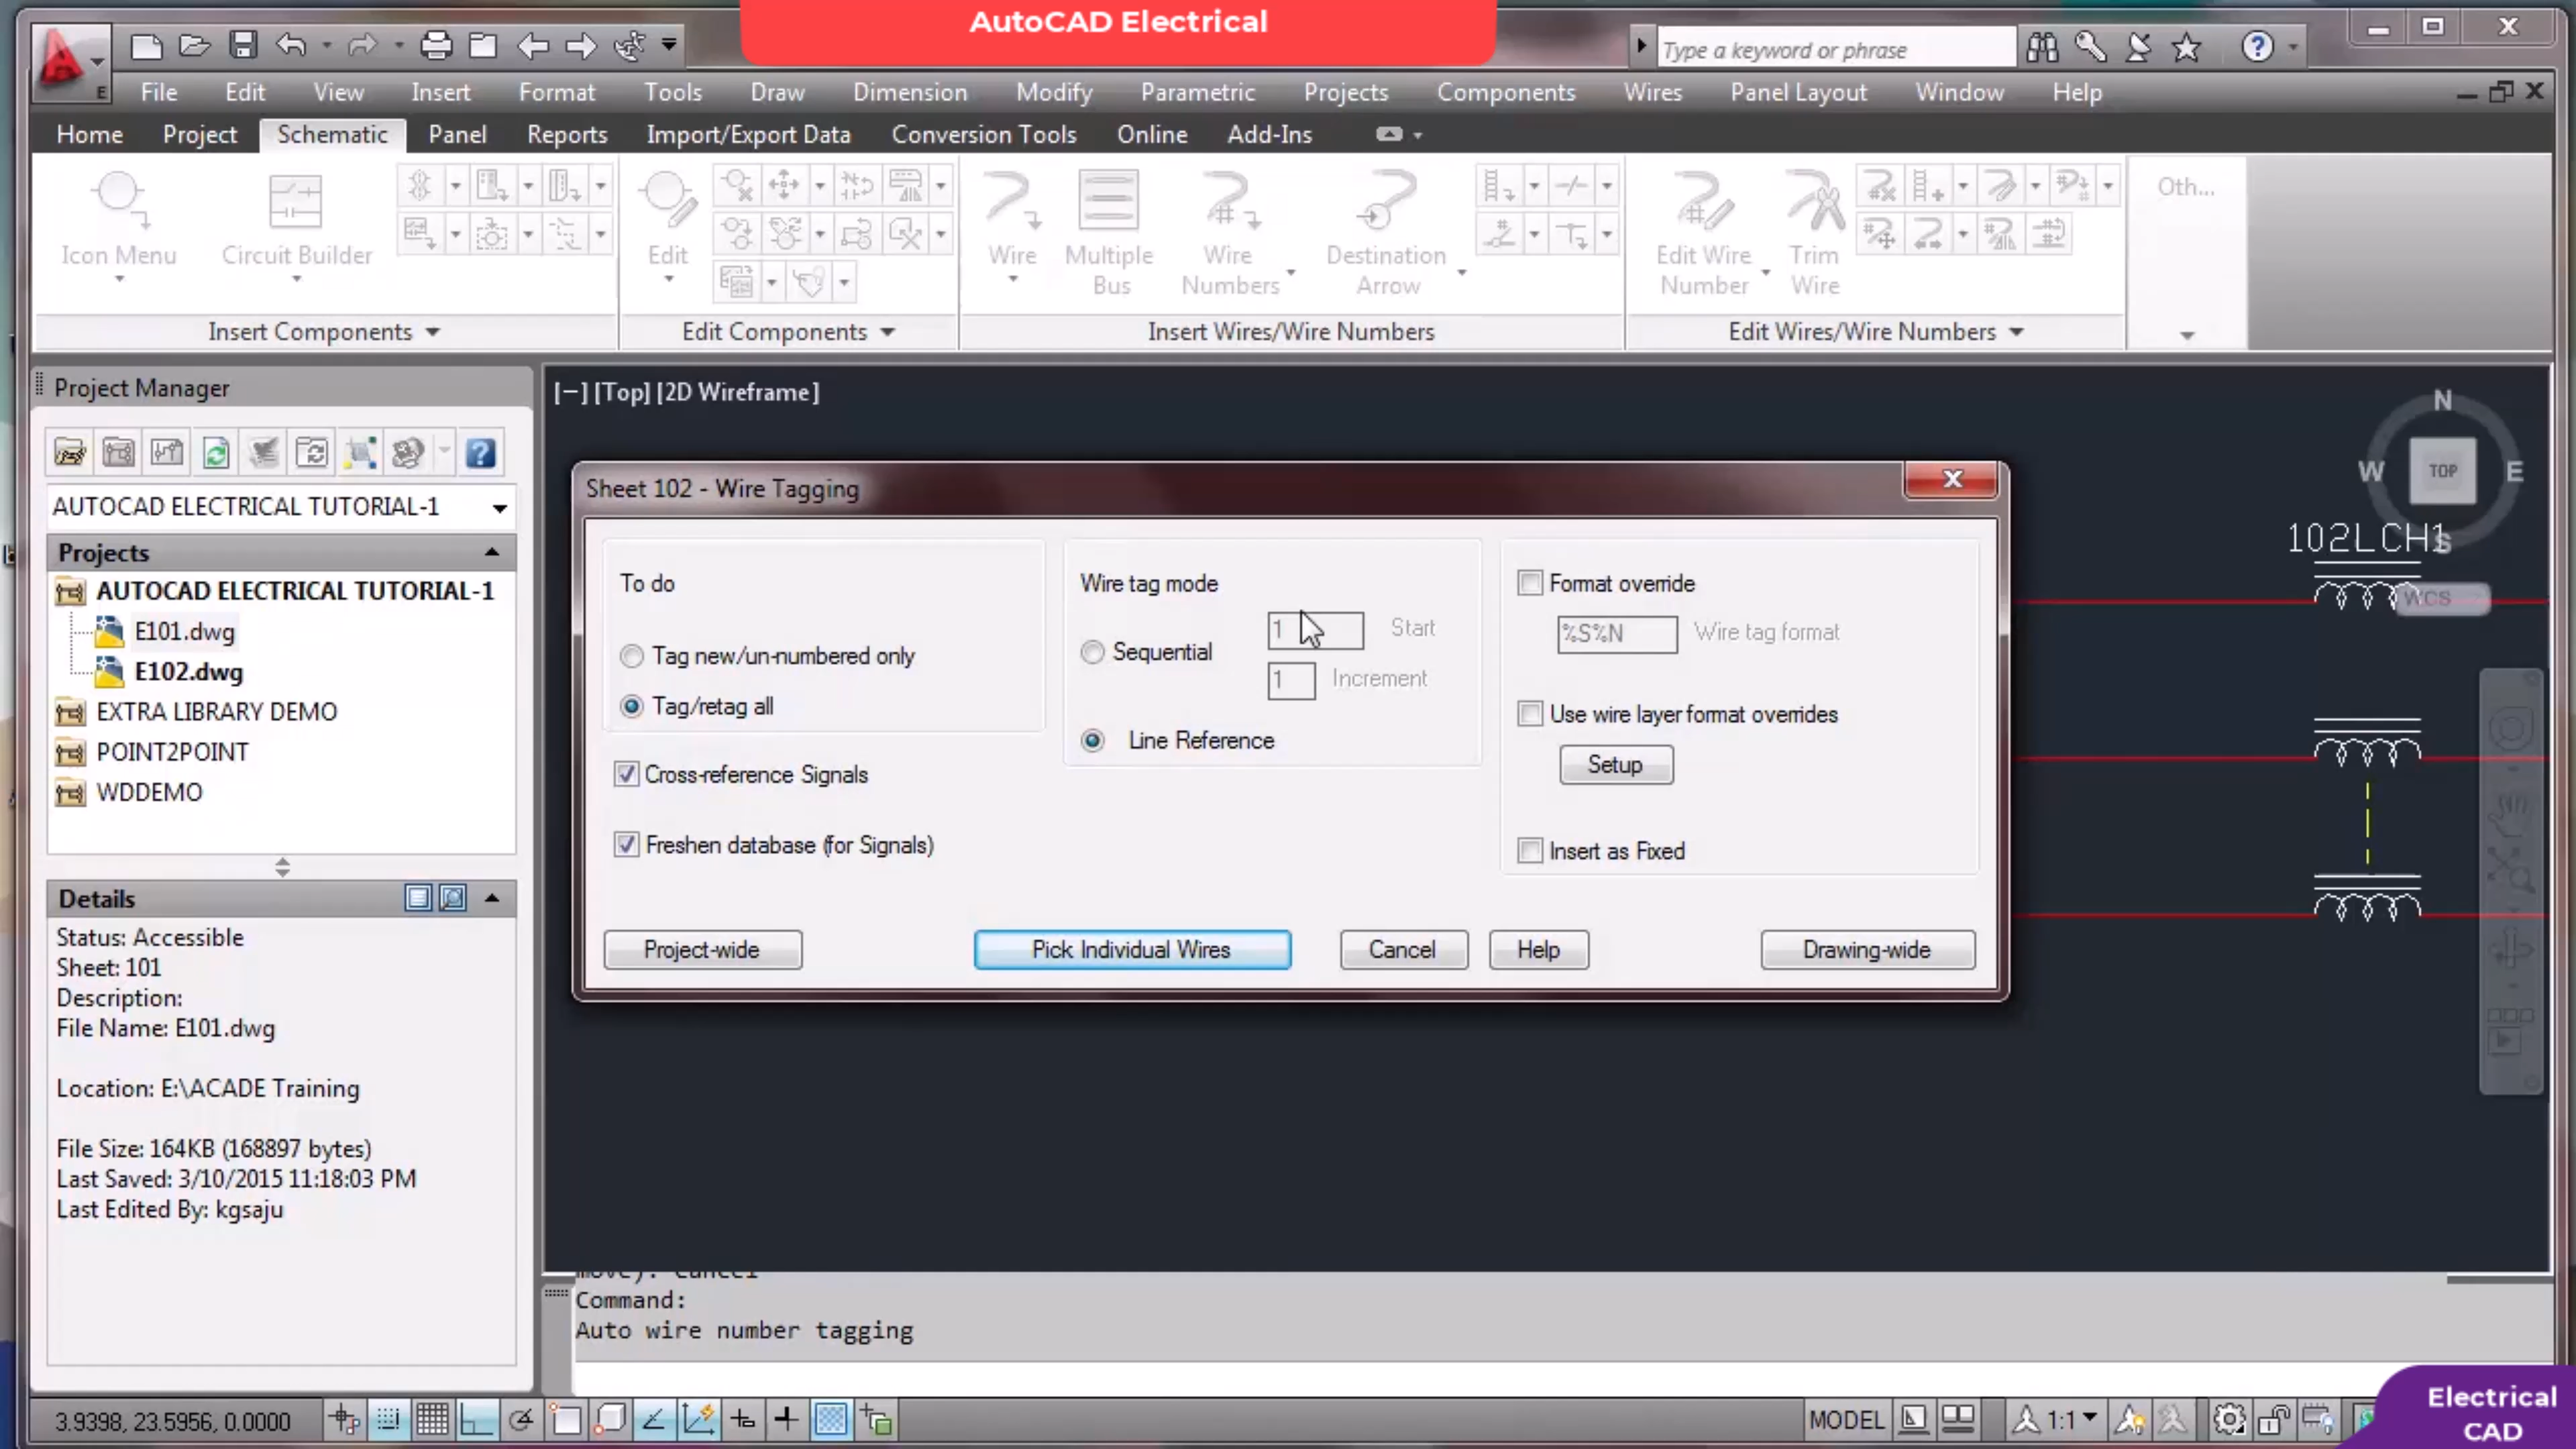 AutoCAD Electrical
Type a keyword or phrase
E
File Edit View Insert Format Tools Draw Dimension Modify Parametric Projects Components Wires Panel Layout Window Help
Home Project Schematic Panel Reports Import/Export Data Conversion Tools Online Add-Ins
Icon Menu Circuit Builder Edit Wire Multiple Bus Wire Numbers Destination Arrow Edit Wire Number Trim Wire Oth...
Insert Components Edit Components Insert Wires/Wire Numbers Edit Wires/Wire Numbers
Project Manager
[−] [Top] [2D Wireframe]
N
W TOP E
S
WCS
102LCH1
AUTOCAD ELECTRICAL TUTORIAL-1
Projects
AUTOCAD ELECTRICAL TUTORIAL-1
E101.dwg
E102.dwg
EXTRA LIBRARY DEMO
POINT2POINT
WDDEMO
Details
Status: Accessible
Sheet: 101
Description:
File Name: E101.dwg
Location: E:\ACADE Training
File Size: 164KB (168897 bytes)
Last Saved: 3/10/2015 11:18:03 PM
Last Edited By: kgsaju
Sheet 102 - Wire Tagging
To do
Tag new/un-numbered only
Tag/retag all
Cross-reference Signals
Freshen database (for Signals)
Wire tag mode
1 Start
Sequential
1 Increment
Line Reference
Format override
%S%N Wire tag format
Use wire layer format overrides
Setup
Insert as Fixed
Project-wide Pick Individual Wires Cancel Help Drawing-wide
Command:
Auto wire number tagging
3.9398, 23.5956, 0.0000
MODEL 1:1
Electrical
CAD